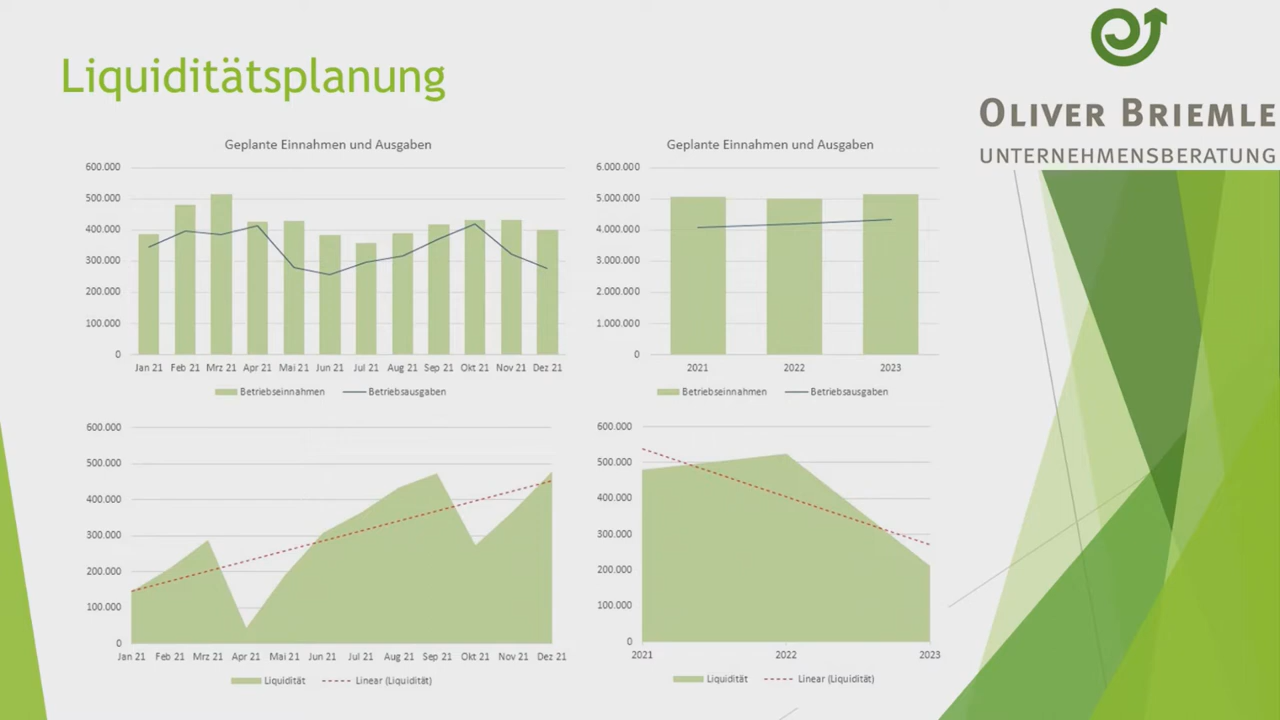 Liquiditätsplanung
OLIVER BRIEMLE
UNTERNEHMENSBERATUNG
Geplante Einnahmen und Ausgaben
600.000
500.000
400.000
300.000
200.000
100.000
0
Jan 21 Feb 21 Mrz 21 Apr 21 Mai 21 Jun 21 Jul 21 Aug 21 Sep 21 Okt 21 Nov 21 Dez 21
Betriebseinnahmen Betriebsausgaben
Geplante Einnahmen und Ausgaben
6.000.000
5.000.000
4.000.000
3.000.000
2.000.000
1.000.000
0
2021 2022 2023
Betriebseinnahmen Betriebsausgaben
600.000
500.000
400.000
300.000
200.000
100.000
0
Jan 21 Feb 21 Mrz 21 Apr 21 Mai 21 Jun 21 Jul 21 Aug 21 Sep 21 Okt 21 Nov 21 Dez 21
Liquidität Linear (Liquidität)
600.000
500.000
400.000
300.000
200.000
100.000
0
2021 2022 2023
Liquidität Linear (Liquidität)